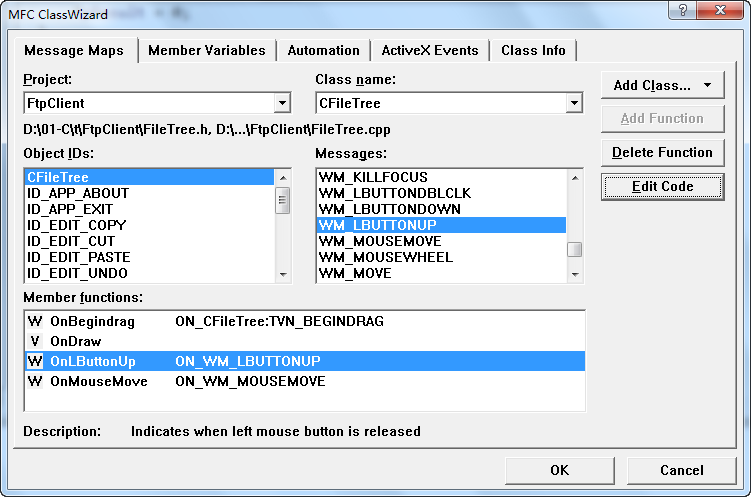 MFC ClassWizard
Message Maps Member Variables Automation ActiveX Events Class Info
Project: Class name:
FtpClient CFileTree
Add Class...
Add Function
Delete Function
Edit Code
D:\01-C\t\FtpClient\FileTree.h, D:\...\FtpClient\FileTree.cpp
Object IDs: Messages:
CFileTree WM_KILLFOCUS
ID_APP_ABOUT WM_LBUTTONDBLCLK
ID_APP_EXIT WM_LBUTTONDOWN
ID_EDIT_COPY WM_LBUTTONUP
ID_EDIT_CUT WM_MOUSEMOVE
ID_EDIT_PASTE WM_MOUSEWHEEL
ID_EDIT_UNDO WM_MOVE
Member functions:
W OnBegindrag ON_CFileTree:TVN_BEGINDRAG
V OnDraw
W OnLButtonUp ON_WM_LBUTTONUP
W OnMouseMove ON_WM_MOUSEMOVE
Description: Indicates when left mouse button is released
OK Cancel